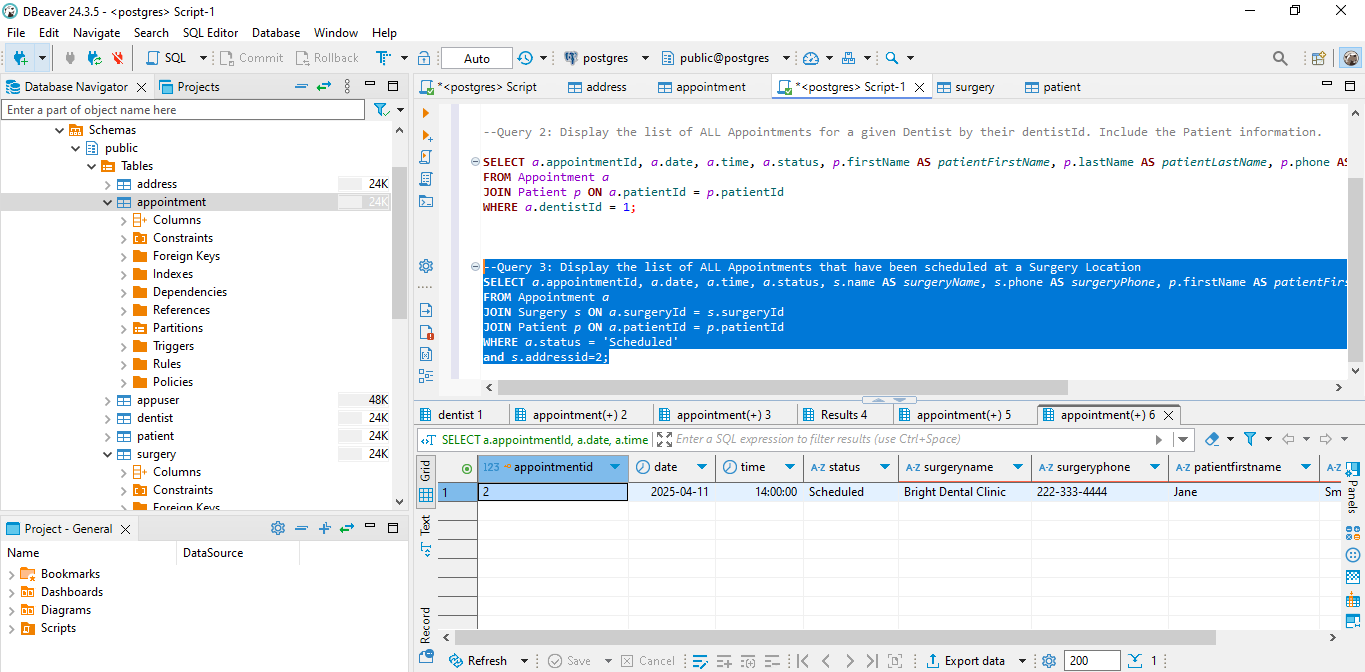 DBeaver 24.3.5 - <postgres> Script-1
File Edit Navigate Search SQL Editor Database Window Help
SQL Commit Rollback Auto postgres public@postgres
Database Navigator Projects
Enter a part of object name here
Schemas
public
Tables
address 24K
appointment 24K
Columns
Constraints
Foreign Keys
Indexes
Dependencies
References
Partitions
Triggers
Rules
Policies
appuser 48K
dentist 24K
patient 24K
surgery 24K
Columns
Constraints
Foreign Keys
Project - General
Name DataSource
Bookmarks
Dashboards
Diagrams
Scripts
*<postgres> Script address appointment *<postgres> Script-1 surgery patient
--Query 2: Display the list of ALL Appointments for a given Dentist by their dentistId. Include the Patient information.
SELECT a.appointmentId, a.date, a.time, a.status, p.firstName AS patientFirstName, p.lastName AS patientLastName, p.phone AS
FROM Appointment a
JOIN Patient p ON a.patientId = p.patientId
WHERE a.dentistId = 1;
--Query 3: Display the list of ALL Appointments that have been scheduled at a Surgery Location
SELECT a.appointmentId, a.date, a.time, a.status, s.name AS surgeryName, s.phone AS surgeryPhone, p.firstName AS patientFirs
FROM Appointment a
JOIN Surgery s ON a.surgeryId = s.surgeryId
JOIN Patient p ON a.patientId = p.patientId
WHERE a.status = 'Scheduled'
and s.addressid=2;
dentist 1 appointment(+) 2 appointment(+) 3 Results 4 appointment(+) 5 appointment(+) 6
SELECT a.appointmentId, a.date, a.time Enter a SQL expression to filter results (use Ctrl+Space)
Grid
Text
Record
Panels
123 appointmentid date time A-Z status A-Z surgeryname A-Z surgeryphone A-Z patientfirstname A-Z
1 2 2025-04-11 14:00:00 Scheduled Bright Dental Clinic 222-333-4444 Jane Sm
Refresh Save Cancel Export data 200 1